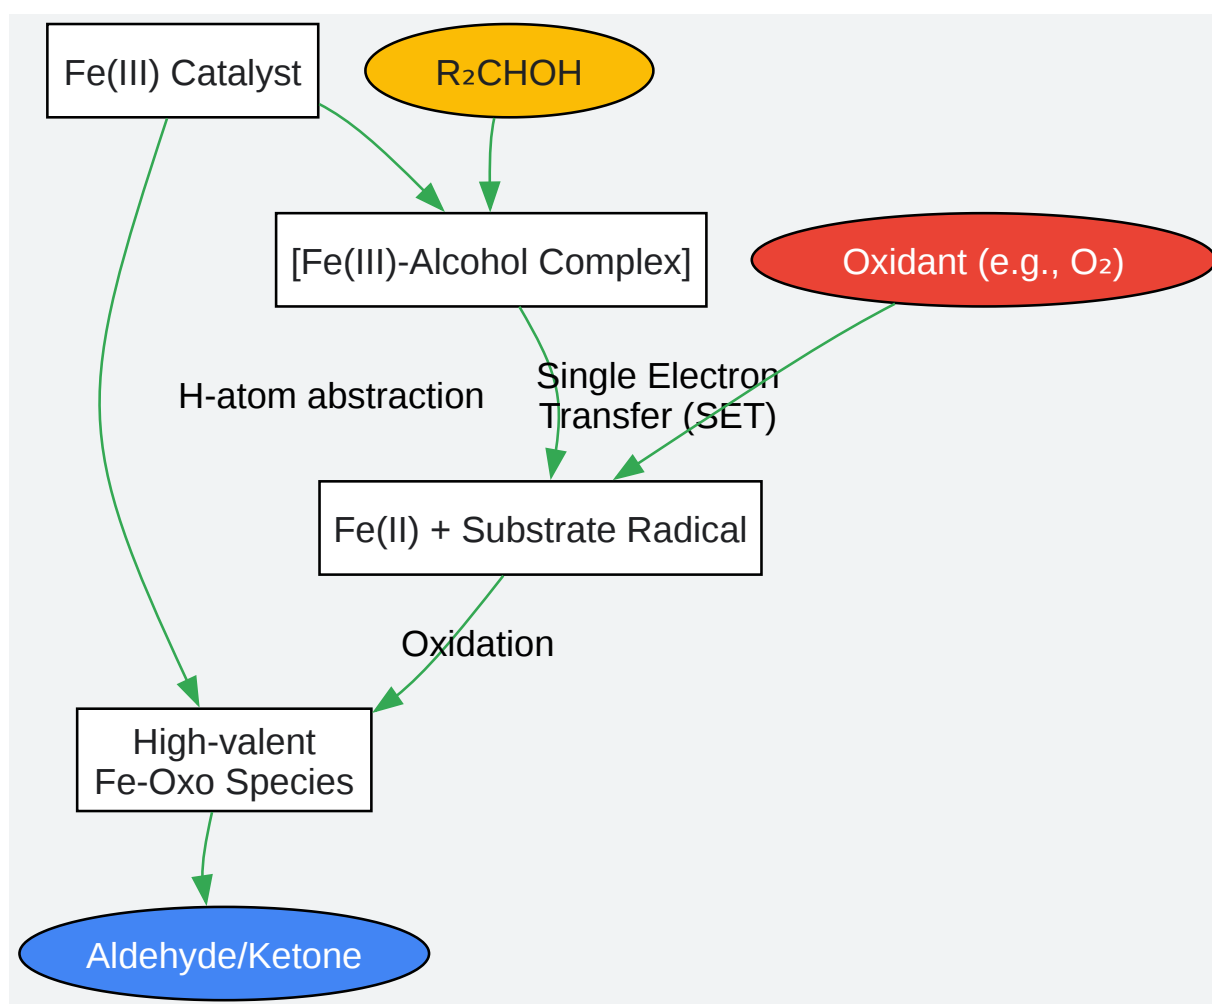 Fe(III) Catalyst
R₂CHOH
[Fe(III)-Alcohol Complex]
Oxidant (e.g., O₂)
H-atom abstraction
Single Electron
Transfer (SET)
Fe(II) + Substrate Radical
Oxidation
High-valent
Fe-Oxo Species
Aldehyde/Ketone